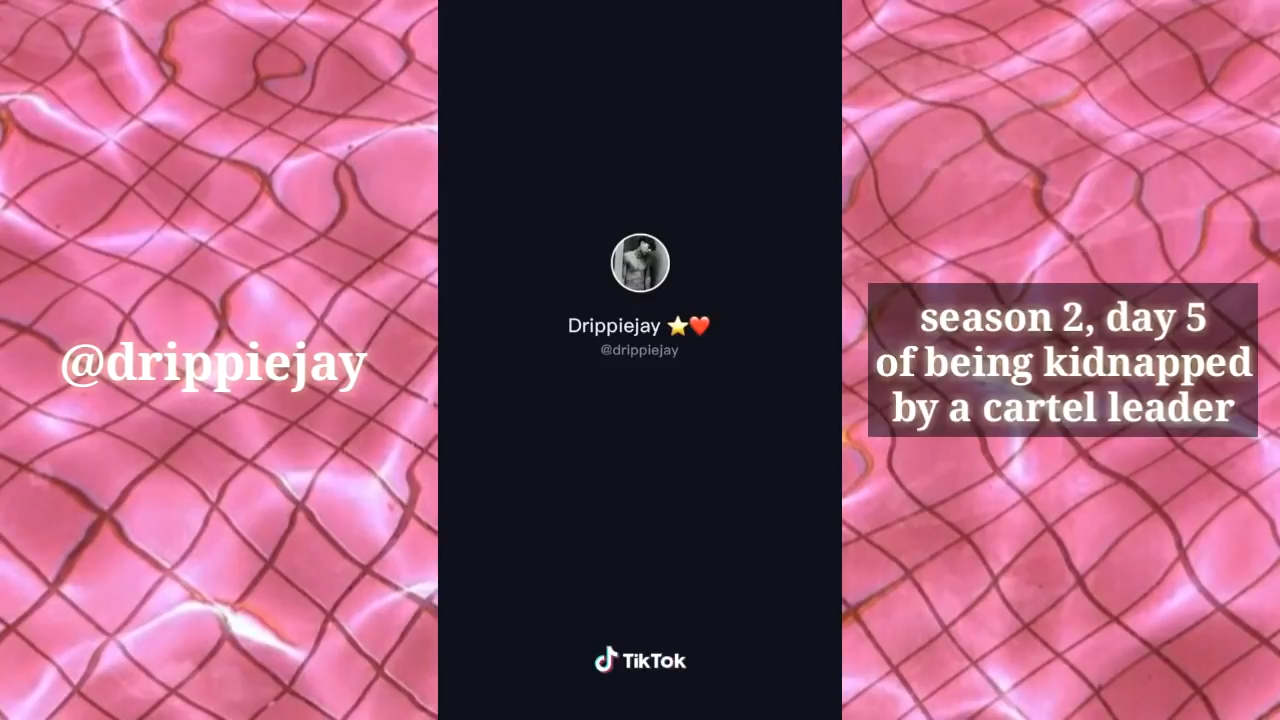 @drippiejay
Drippiejay ⭐❤️
@drippiejay
TikTok
season 2, day 5
of being kidnapped
by a cartel leader